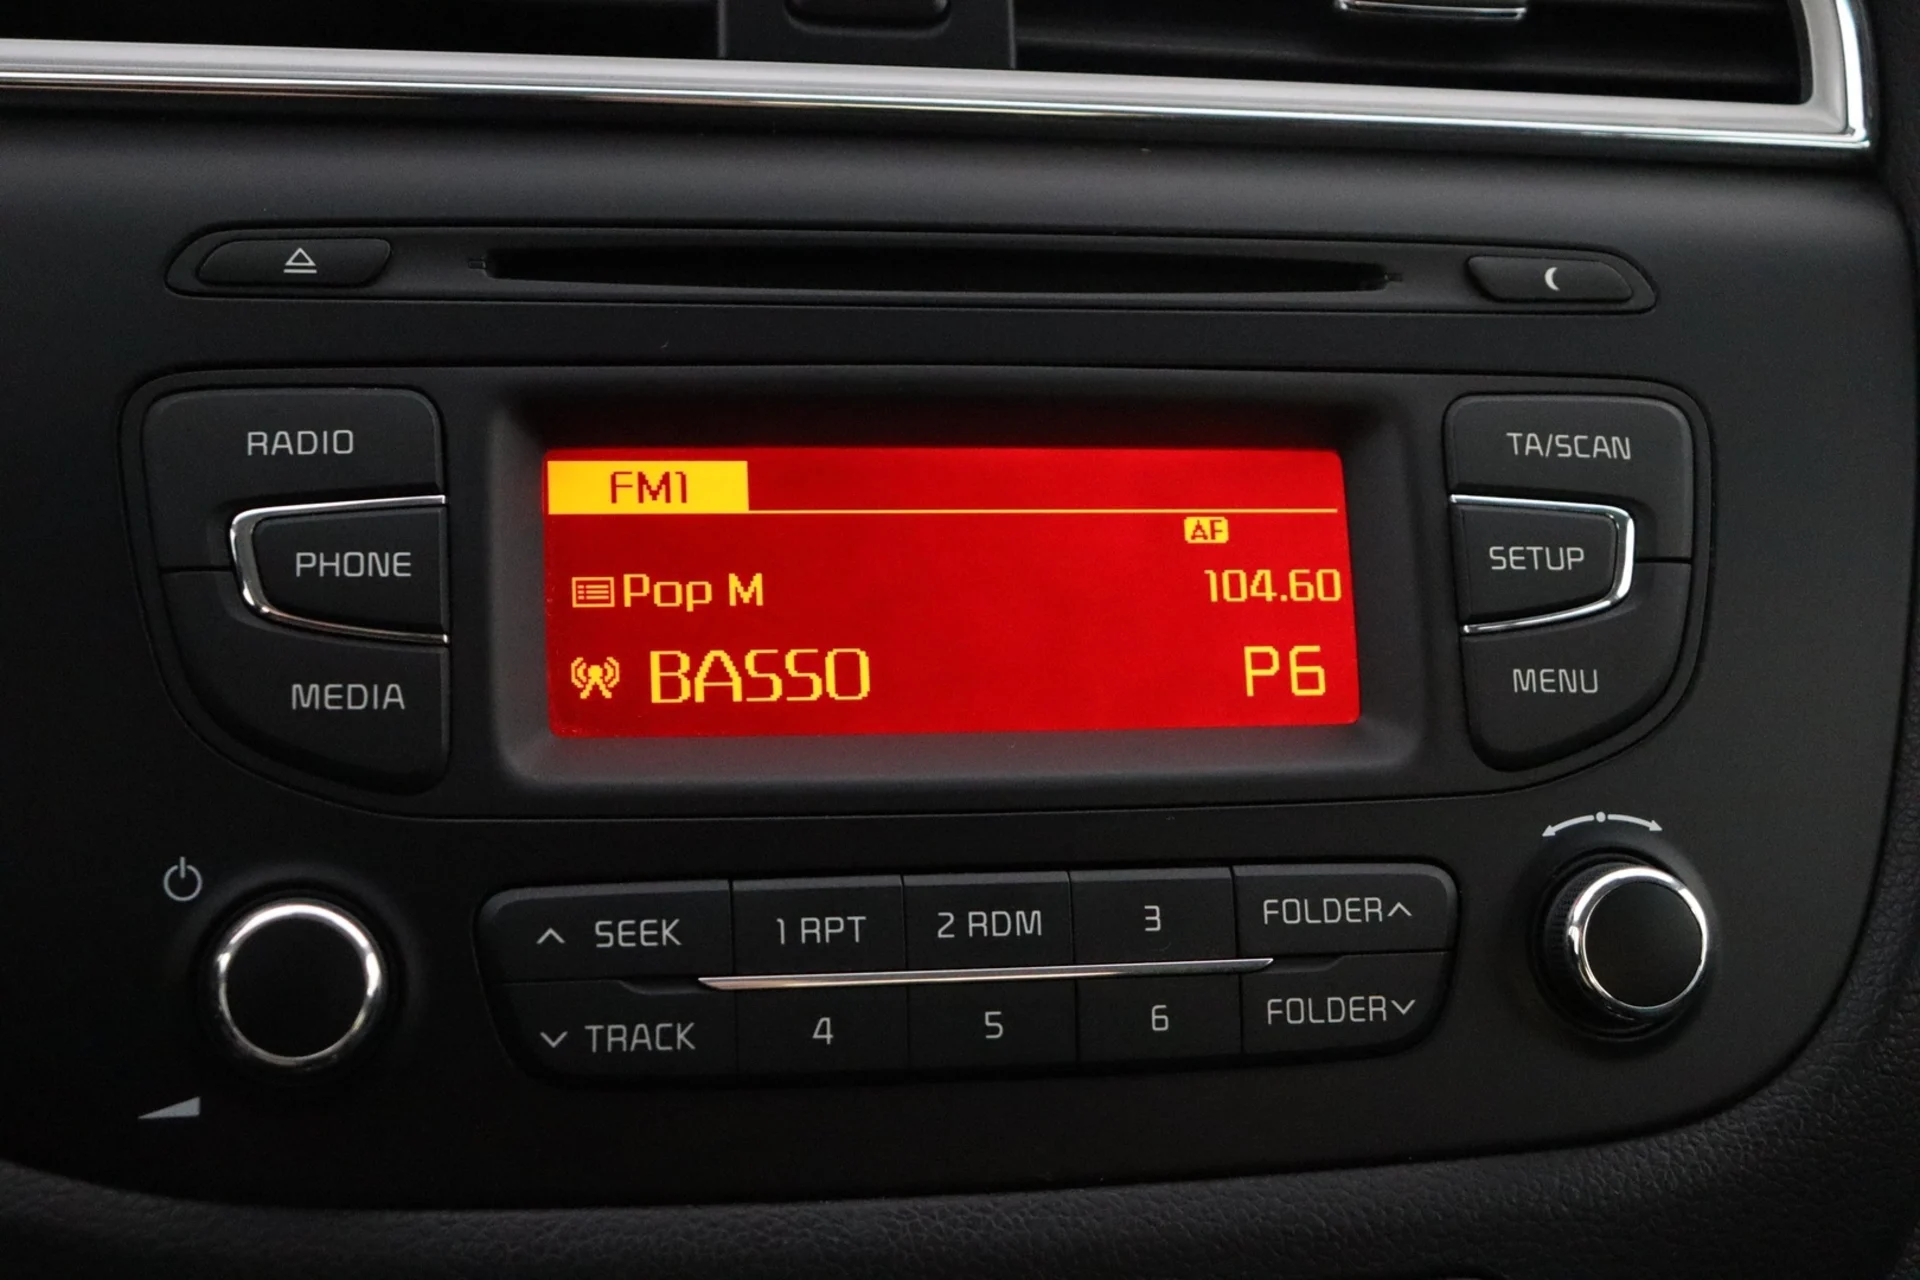 RADIO
PHONE
MEDIA
FM1
AF
Pop M 104.60
BASSO P6
TA/SCAN
SETUP
MENU
SEEK 1 RPT 2 RDM 3 FOLDER
TRACK 4 5 6 FOLDER